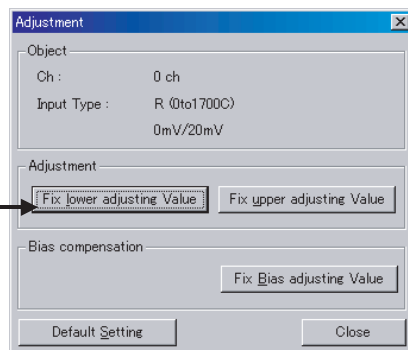 Adjustment
Object
Ch : 0 ch
Input Type : R (0to1700C)
0mV/20mV
Adjustment
Fix lower adjusting Value Fix upper adjusting Value
Bias compensation
Fix Bias adjusting Value
Default Setting Close